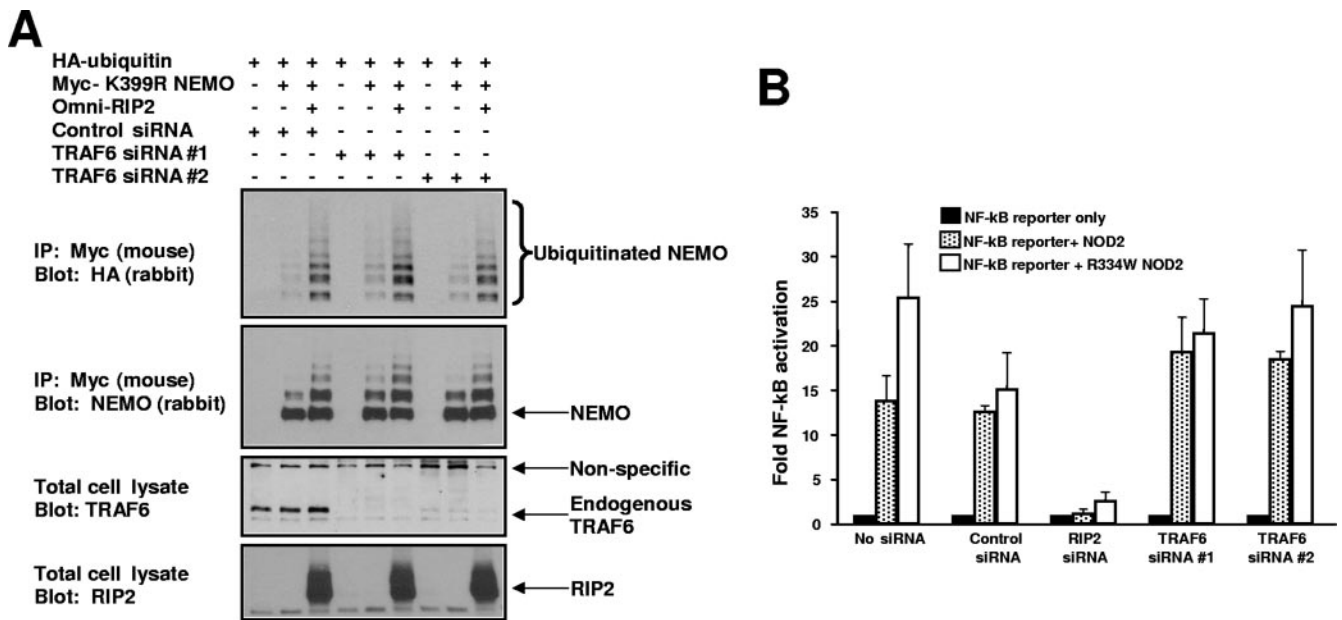 A
HA-ubiquitin + + + + + + + + +
Myc- K399R NEMO - + + - + + - + +
Omni-RIP2 - - + - - + - - +
Control siRNA + + + - - - - - -
TRAF6 siRNA #1 - - - + + + - - -
TRAF6 siRNA #2 - - - - - - + + +
IP: Myc (mouse)
Blot: HA (rabbit)
Ubiquitinated NEMO
IP: Myc (mouse)
Blot: NEMO (rabbit)
NEMO
Total cell lysate
Blot: TRAF6
Non-specific
Endogenous
TRAF6
Total cell lysate
Blot: RIP2
RIP2
B
Fold NF-kB activation
35
30
25
20
15
10
5
0
NF-kB reporter only
NF-kB reporter+ NOD2
NF-kB reporter + R334W NOD2
No siRNA
Control
siRNA
RIP2
siRNA
TRAF6
siRNA #1
TRAF6
siRNA #2